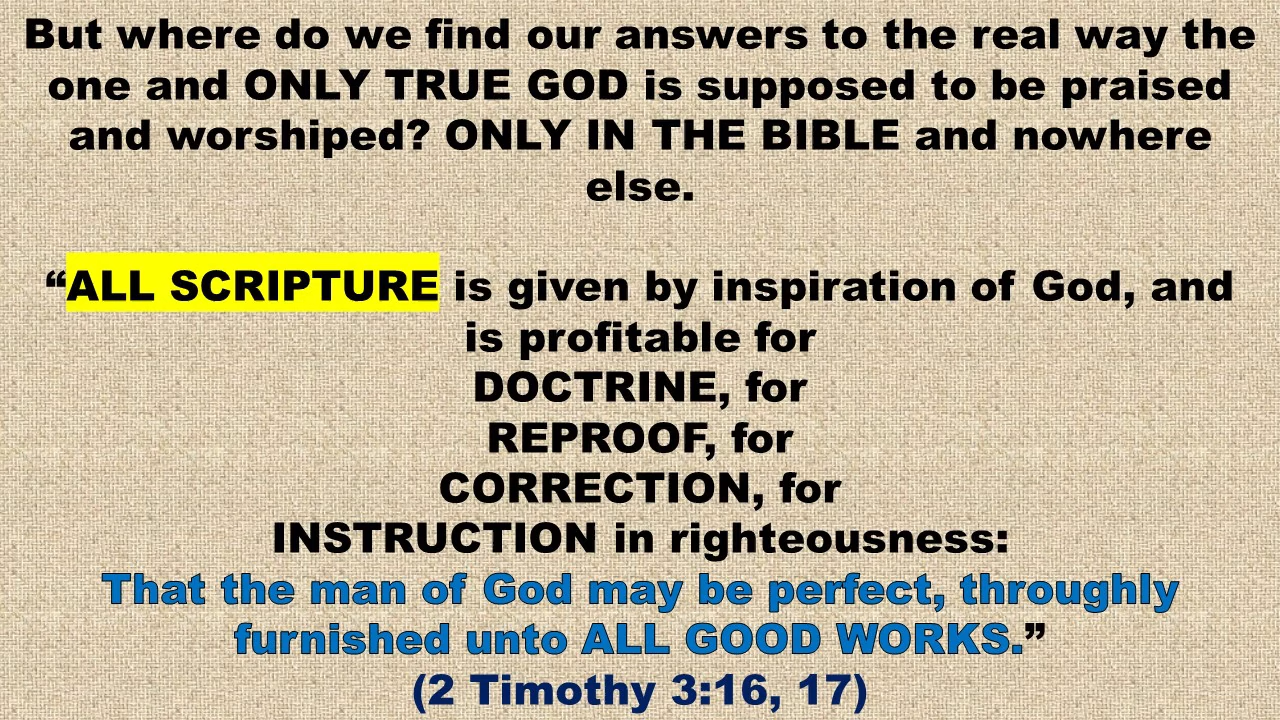 But where do we find our answers to the real way the
one and ONLY TRUE GOD is supposed to be praised
and worshiped? ONLY IN THE BIBLE and nowhere
else.
“ALL SCRIPTURE is given by inspiration of God, and
is profitable for
DOCTRINE, for
REPROOF, for
CORRECTION, for
INSTRUCTION in righteousness:
That the man of God may be perfect, throughly
furnished unto ALL GOOD WORKS.”
(2 Timothy 3:16, 17)